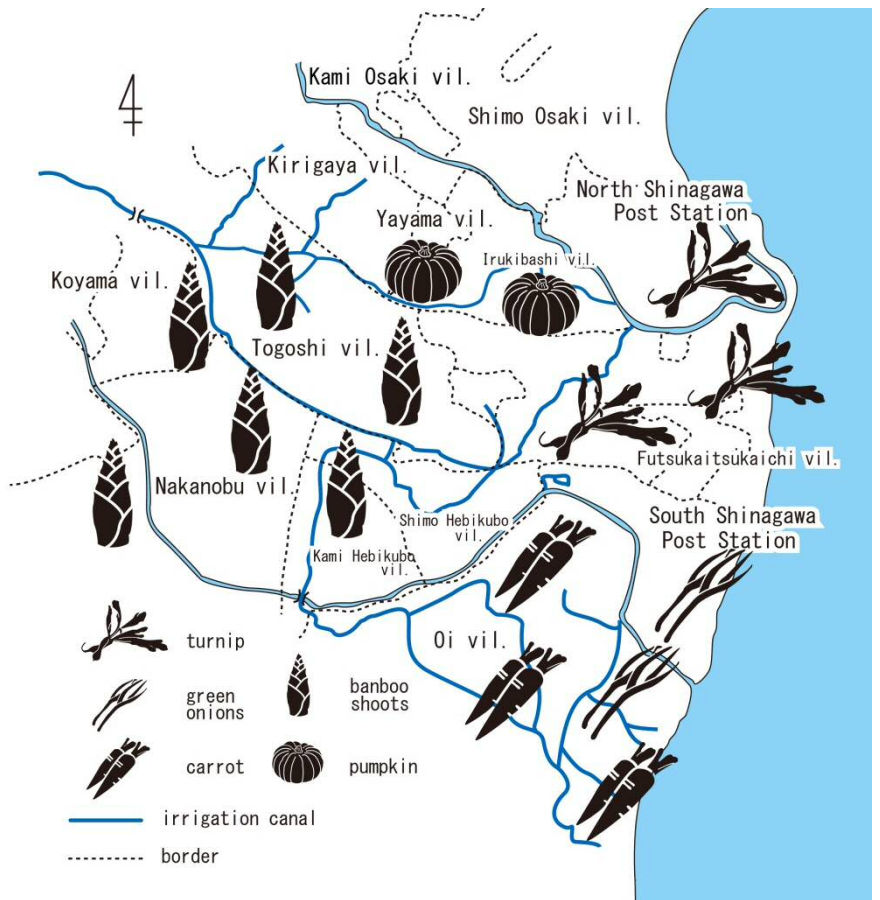 Kami Osaki vil.
Shimo Osaki vil.
Kirigaya vil.
North Shinagawa
Post Station
Yayama vil.
Irukibashi vil.
Koyama vil.
Togoshi vil.
Futsukaitsukaichi vil.
Nakanobu vil.
Shimo Hebikubo
vil.
South Shinagawa
Post Station
Kami Hebikubo
vil.
Oi vil.
turnip
green
onions
banboo
shoots
carrot
pumpkin
irrigation canal
border